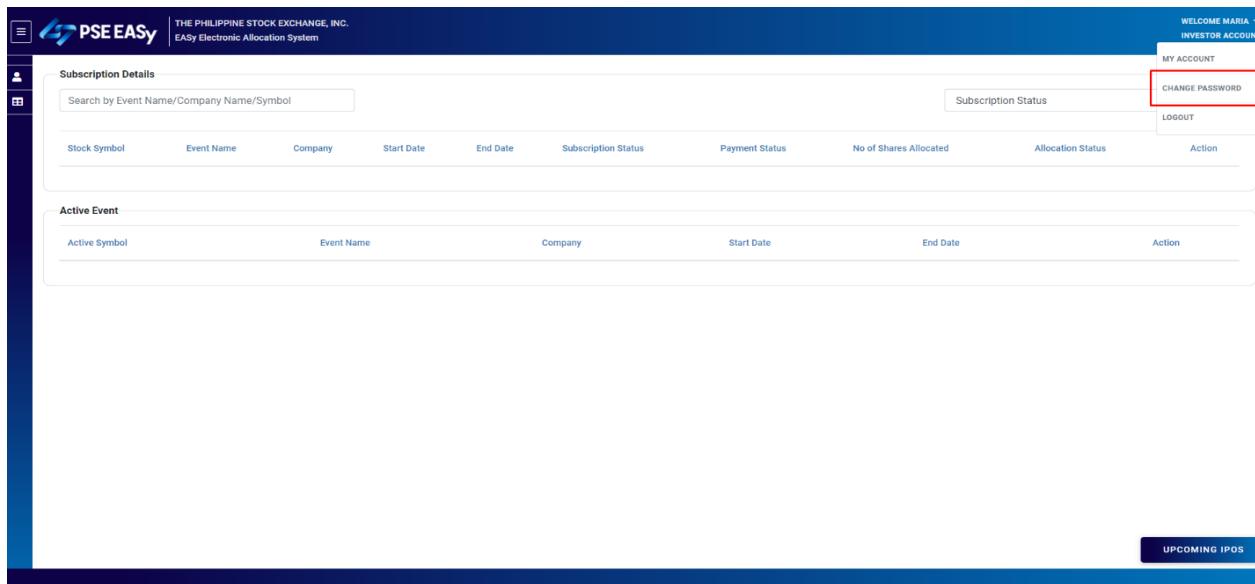 PSE EASy
THE PHILIPPINE STOCK EXCHANGE, INC.
EASy Electronic Allocation System
WELCOME MARIA
INVESTOR ACCOUN
MY ACCOUNT
CHANGE PASSWORD
LOGOUT
Subscription Details
Search by Event Name/Company Name/Symbol
Subscription Status
Stock Symbol Event Name Company Start Date End Date Subscription Status Payment Status No of Shares Allocated Allocation Status Action
Active Event
Active Symbol Event Name Company Start Date End Date Action
UPCOMING IPOS